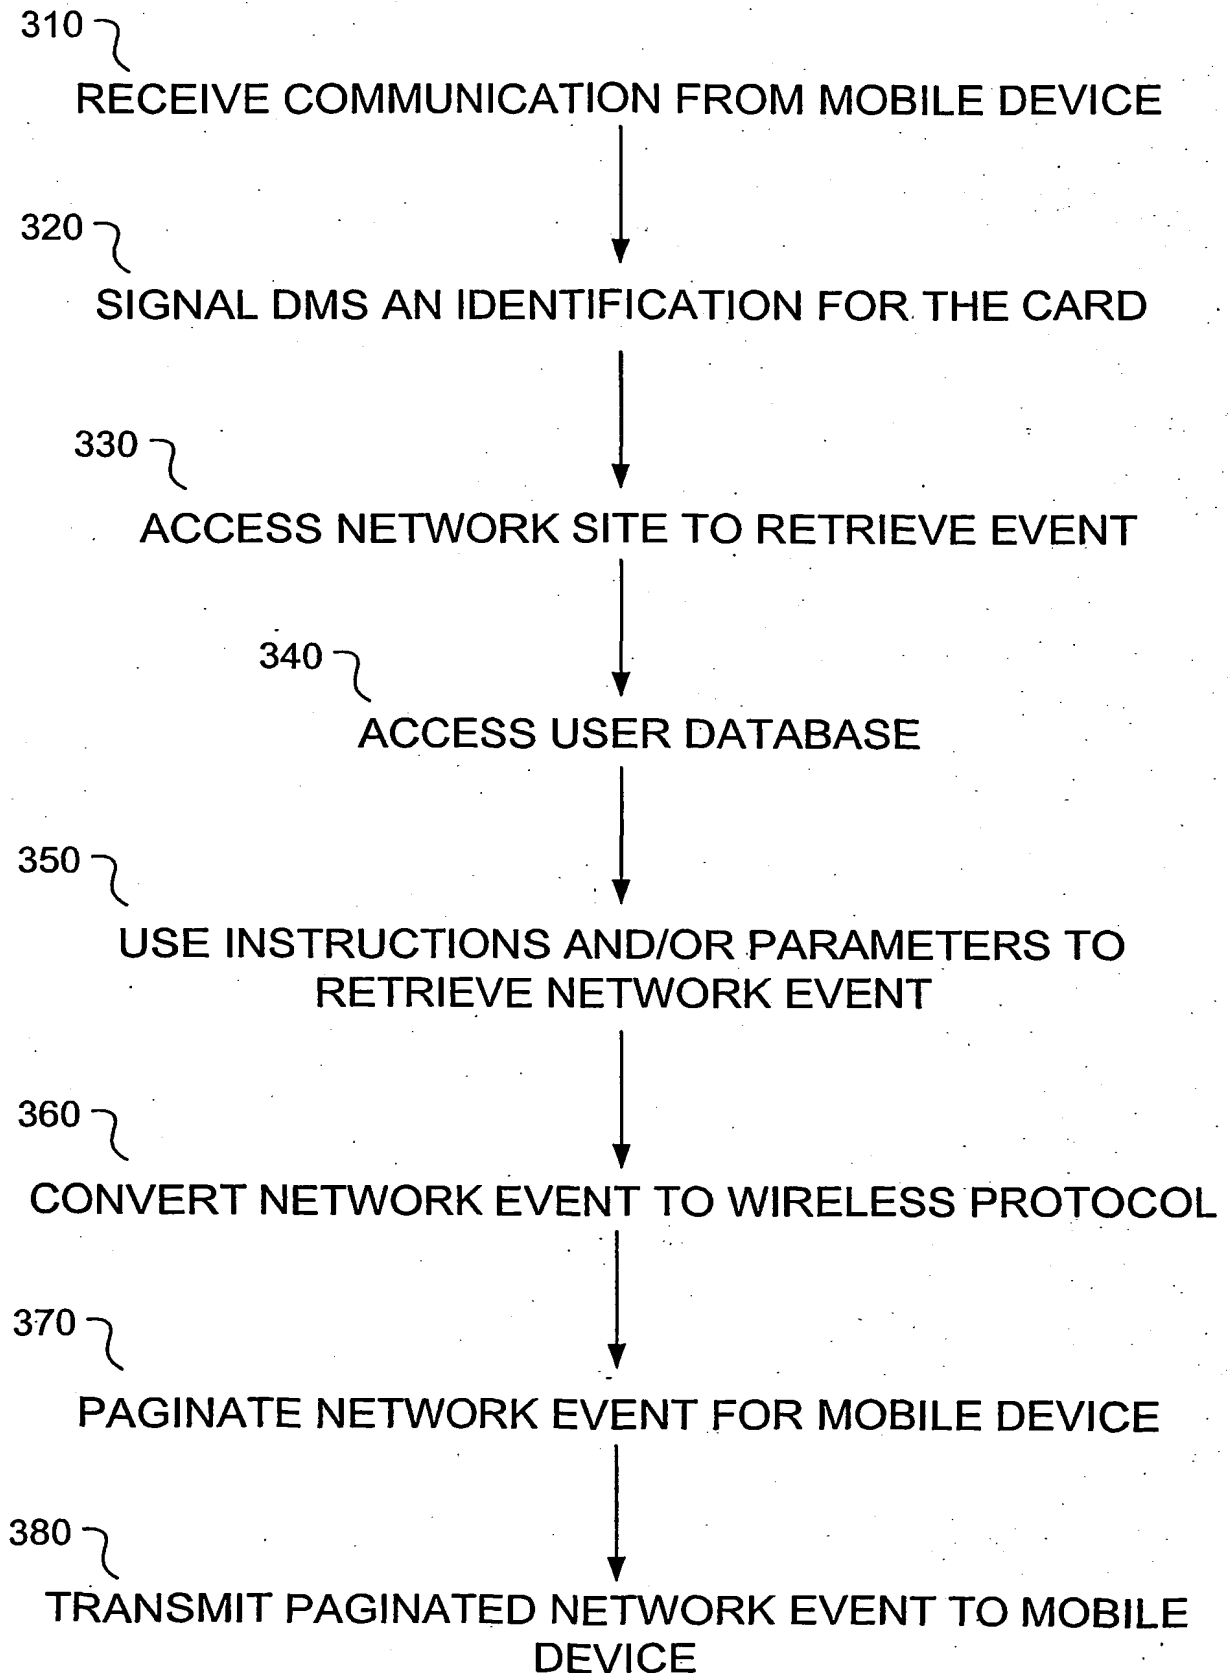 310
RECEIVE COMMUNICATION FROM MOBILE DEVICE
320
SIGNAL DMS AN IDENTIFICATION FOR THE CARD
330
ACCESS NETWORK SITE TO RETRIEVE EVENT
340
ACCESS USER DATABASE
350
USE INSTRUCTIONS AND/OR PARAMETERS TO
RETRIEVE NETWORK EVENT
360
CONVERT NETWORK EVENT TO WIRELESS PROTOCOL
370
PAGINATE NETWORK EVENT FOR MOBILE DEVICE
380
TRANSMIT PAGINATED NETWORK EVENT TO MOBILE
DEVICE